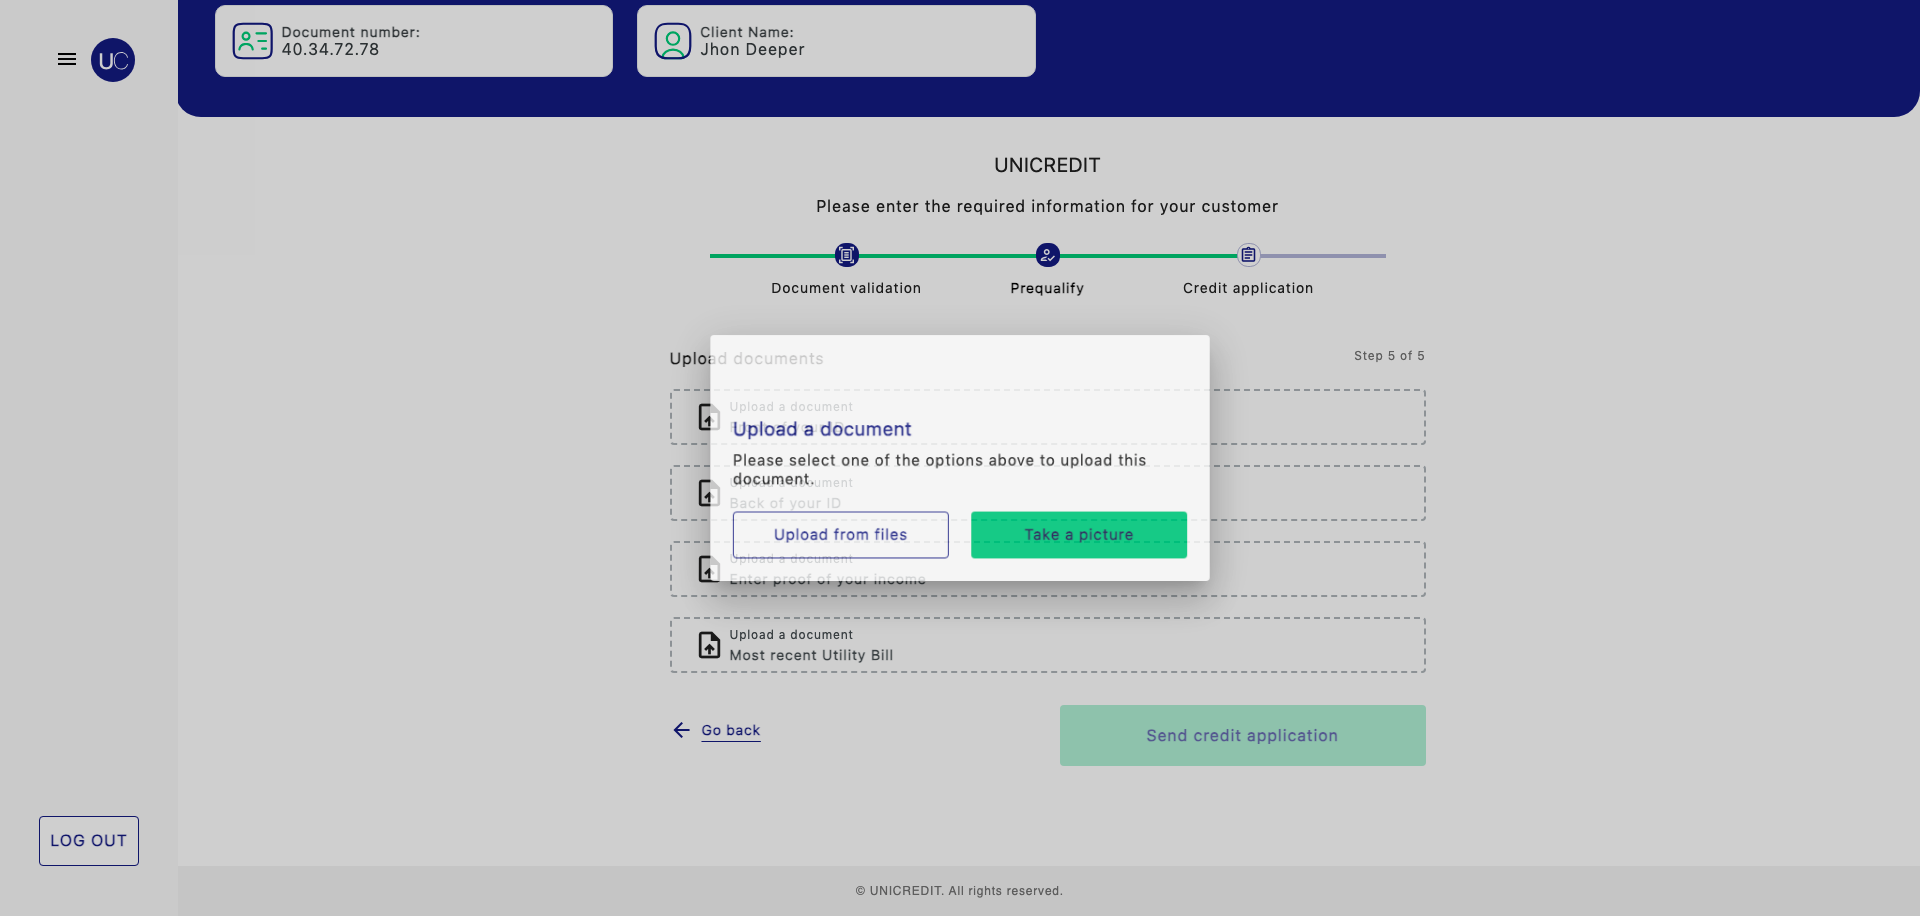 UC
Document number:
40.34.72.78
Client Name:
Jhon Deeper
UNICREDIT
Please enter the required information for your customer
Document validation
Prequalify
Credit application
Upload documents
Step 5 of 5
Upload a document
Upload a document
Please select one of the options above to upload this
document.
Upload a document
Back of your ID
Upload from files
Take a picture
Upload a document
Enter proof of your income
Upload a document
Most recent Utility Bill
Go back
Send credit application
LOG OUT
© UNICREDIT. All rights reserved.